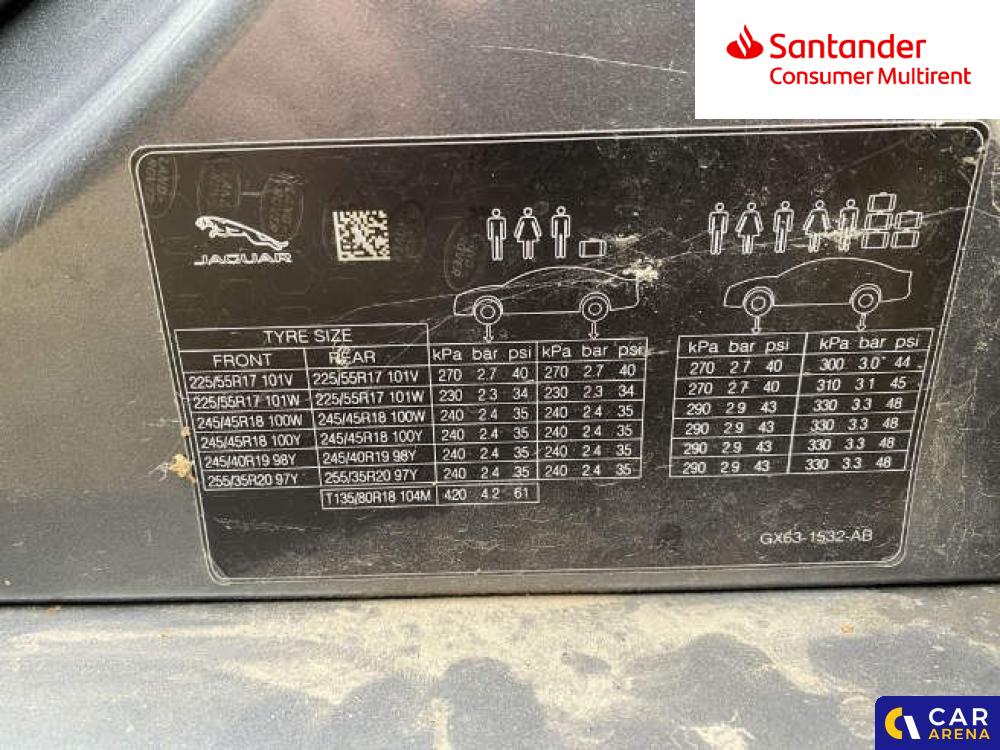 Santander
Consumer Multirent
JAGUAR
TYRE SIZE
FRONT REAR kPa bar psi kPa bar psi kPa bar psi kPa bar psi
225/55R17 101V 225/55R17 101V 270 2.7 40 270 2.7 40 270 2.7 40 300 3.0 44
225/55R17 101W 225/55R17 101W 230 2.3 34 230 2.3 34 270 2.7 40 310 3.1 45
245/45R18 100W 245/45R18 100W 240 2.4 35 240 2.4 35 290 2.9 43 330 3.3 48
245/45R18 100Y 245/45R18 100Y 240 2.4 35 240 2.4 35 290 2.9 43 330 3.3 48
245/40R19 98Y 245/40R19 98Y 240 2.4 35 240 2.4 35 290 2.9 43 330 3.3 48
255/35R20 97Y 255/35R20 97Y 240 2.4 35 240 2.4 35 290 2.9 43 330 3.3 48
T135/80R18 104M 420 4.2 61
GX63-1532-AB
CAR
ARENA